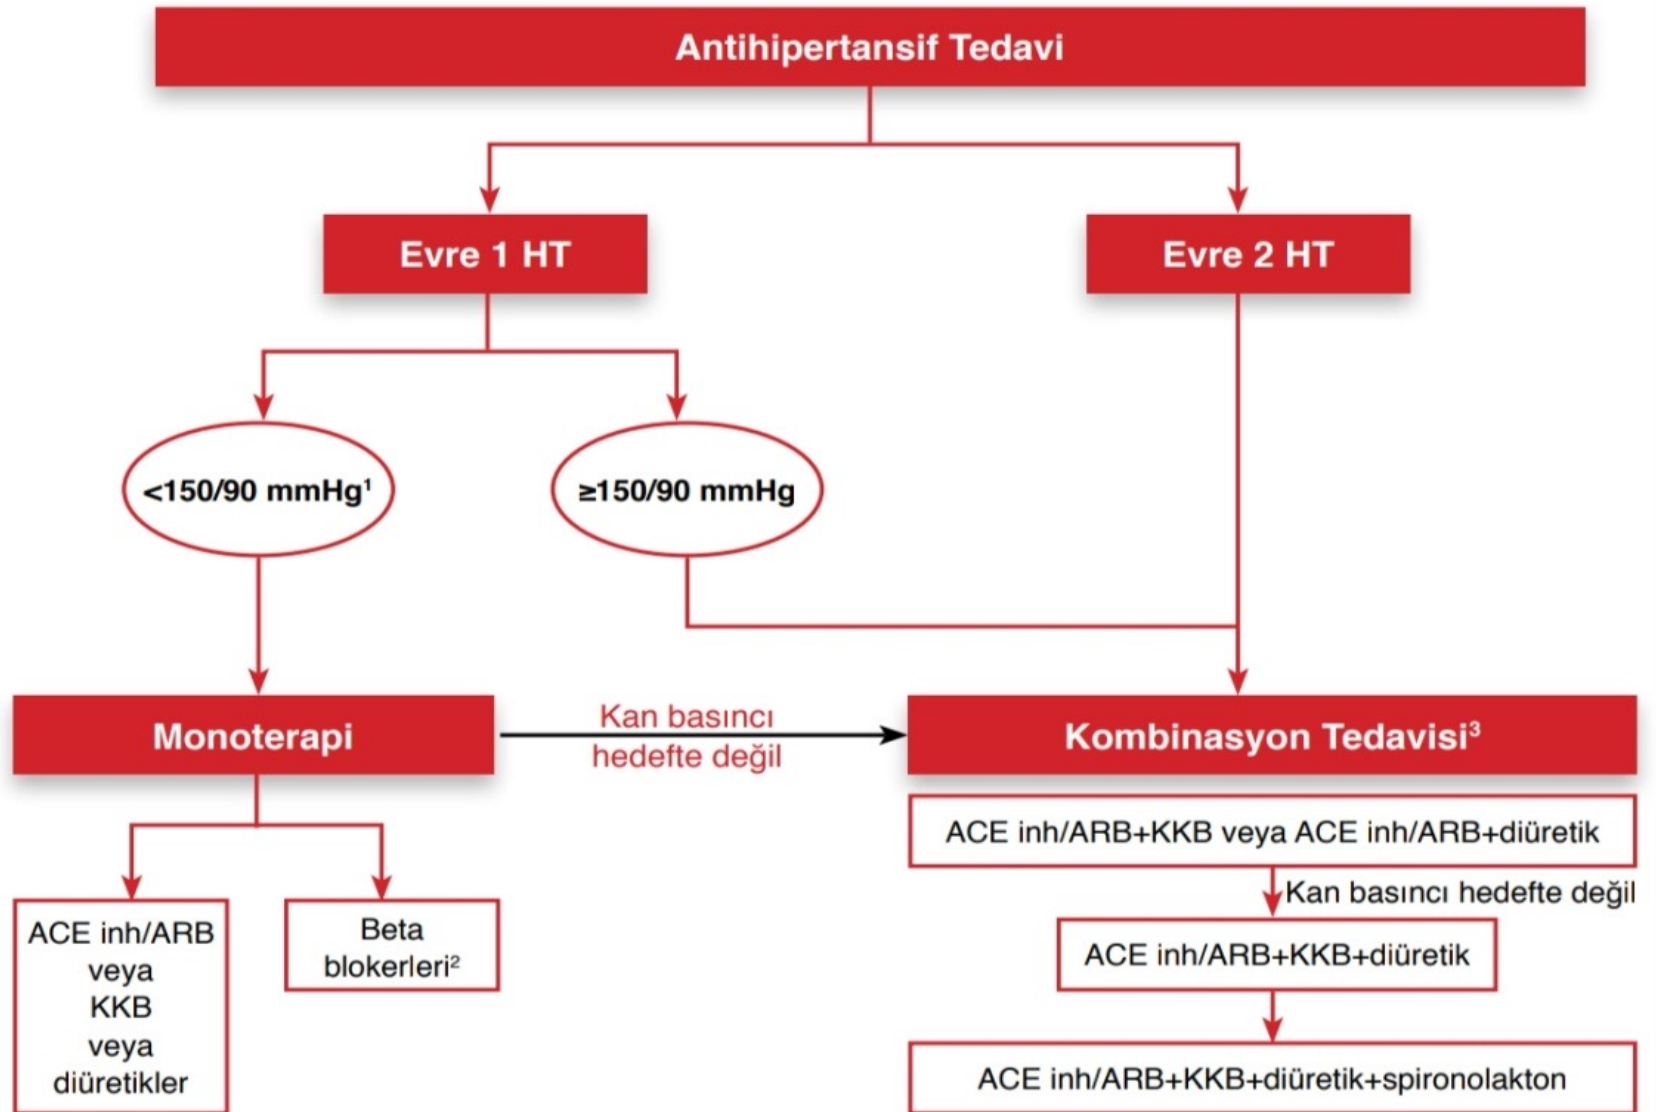 Antihipertansif Tedavi
Evre 1 HT
Evre 2 HT
<150/90 mmHg¹
≥150/90 mmHg
Monoterapi
Kan basıncı
hedefte değil
Kombinasyon Tedavisi³
ACE inh/ARB
veya
KKB
veya
diüretikler
Beta
blokerleri²
ACE inh/ARB+KKB veya ACE inh/ARB+diüretik
Kan basıncı hedefte değil
ACE inh/ARB+KKB+diüretik
ACE inh/ARB+KKB+diüretik+spironolakton